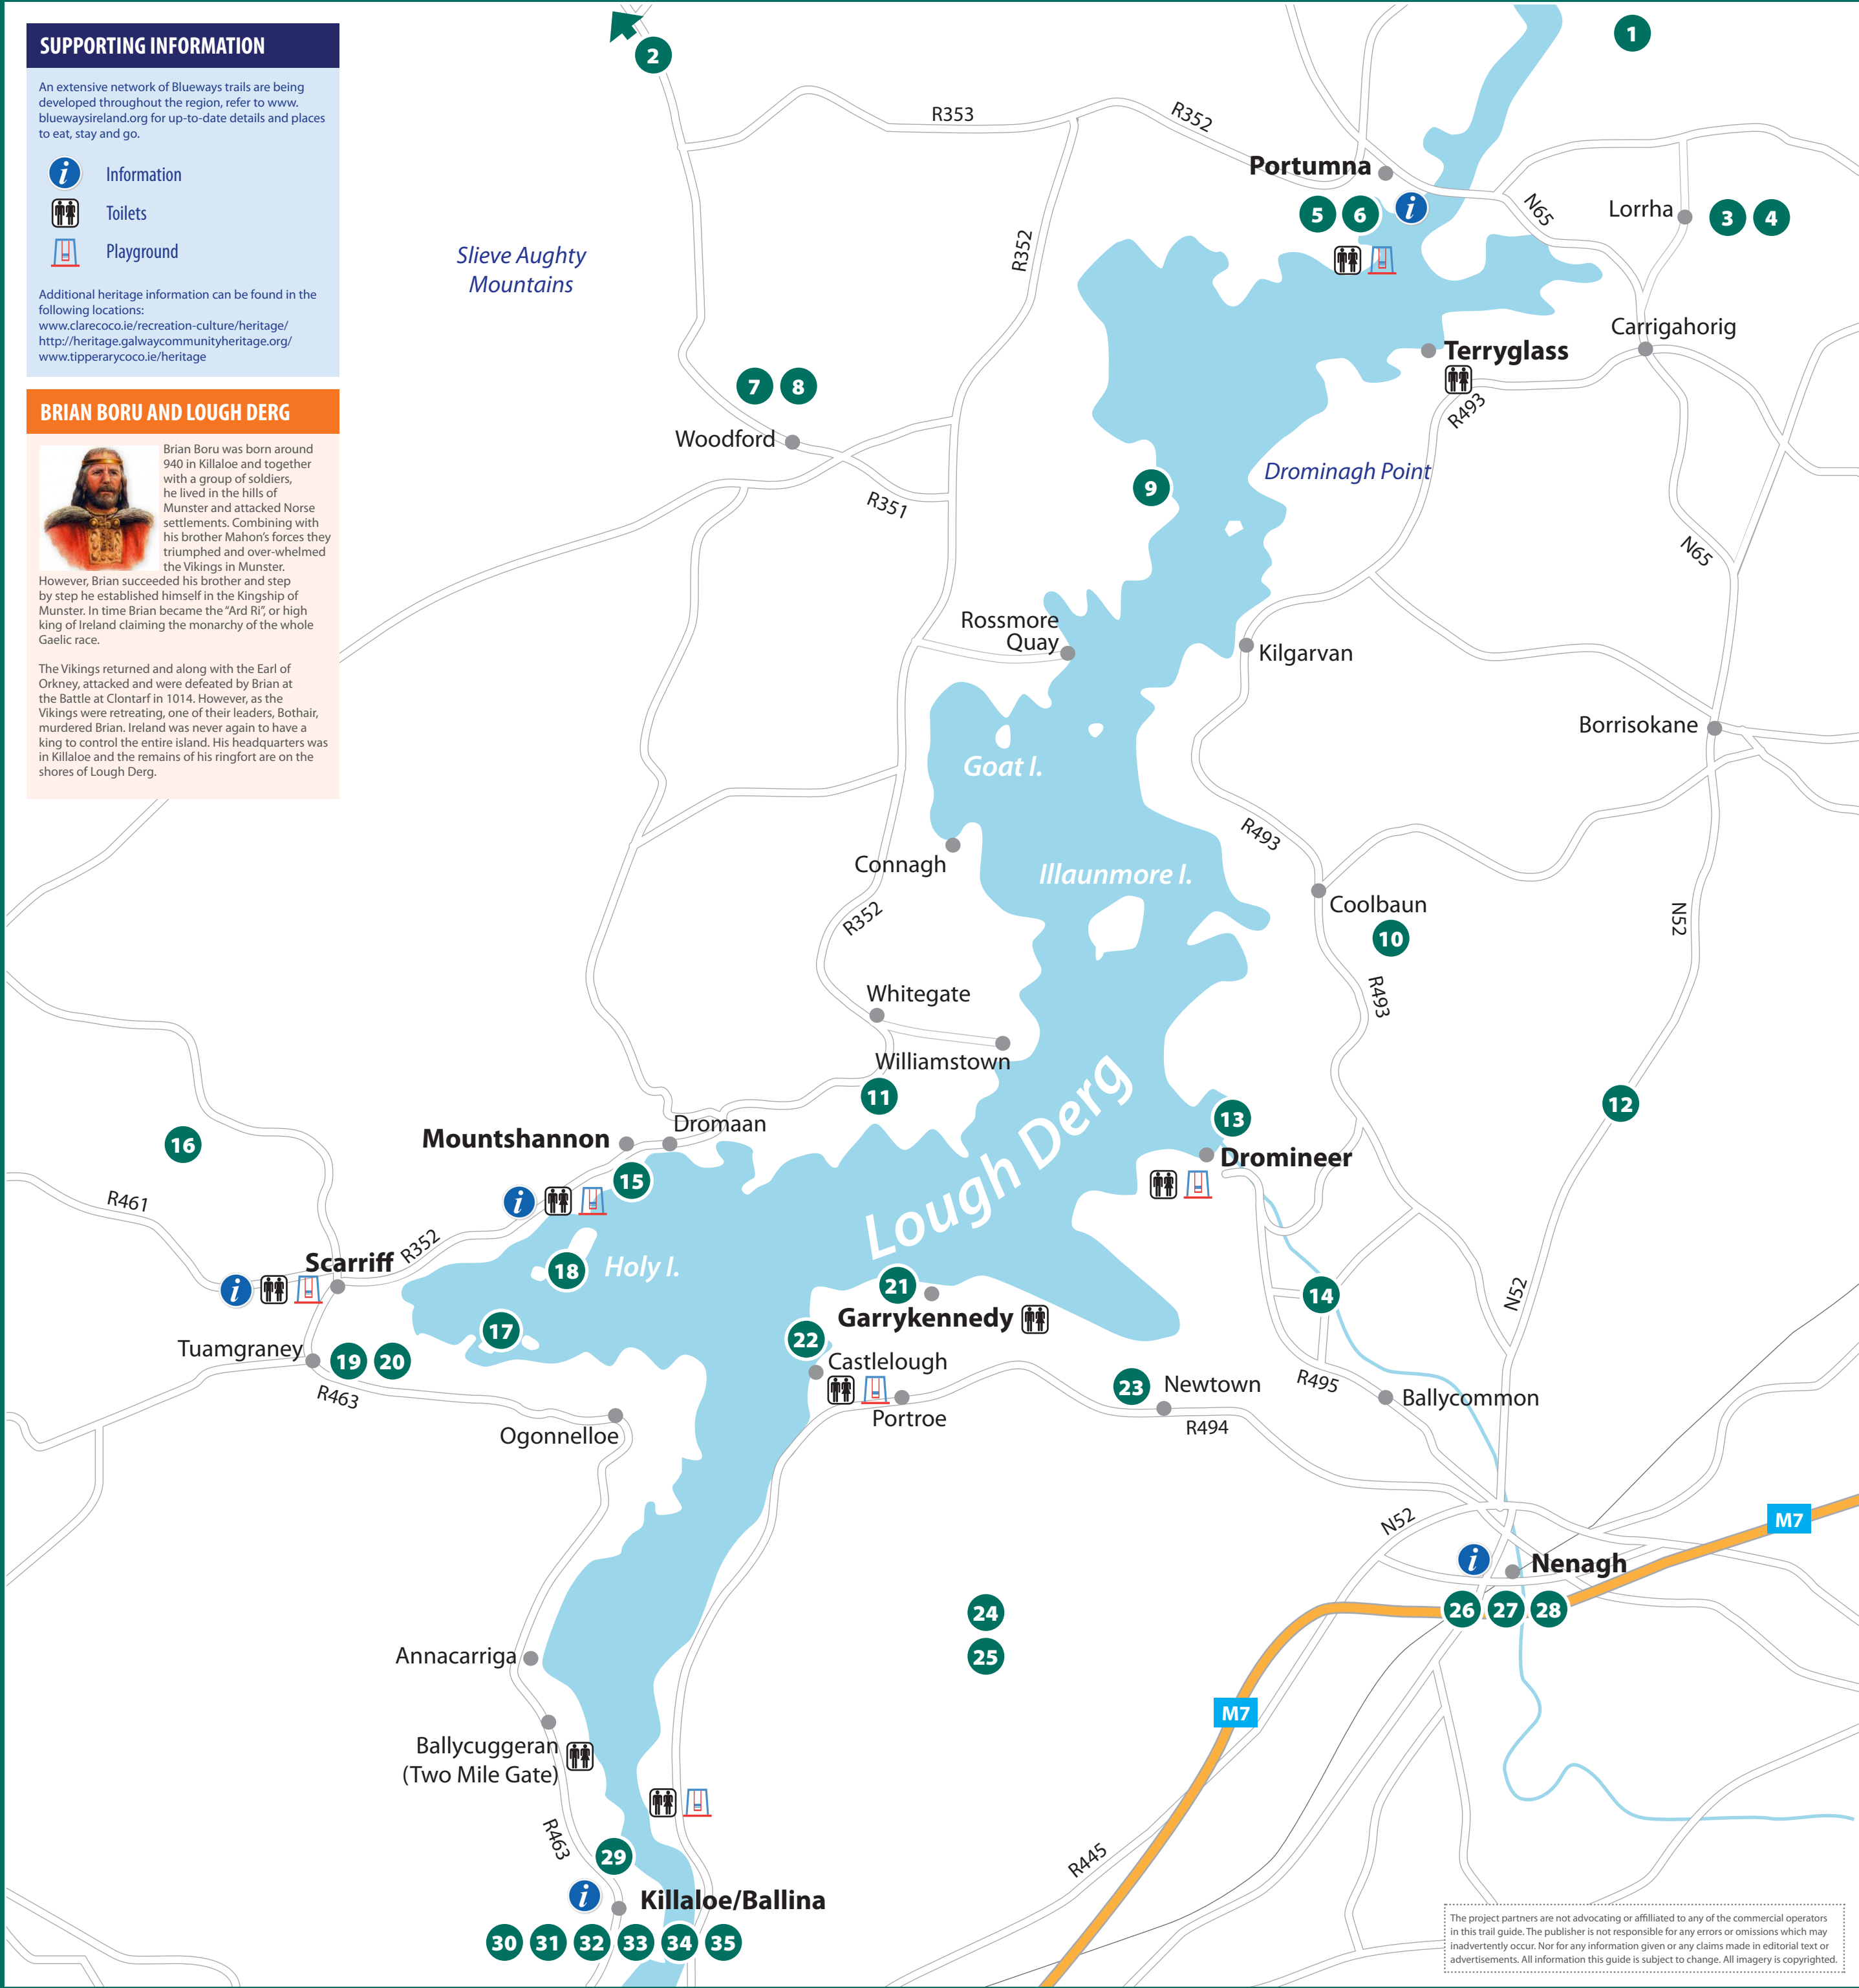 SUPPORTING INFORMATION
An extensive network of Blueways trails are being
developed throughout the region, refer to www.
bluewaysireland.org for up-to-date details and places
to eat, stay and go.
i Information
Toilets
Playground
Additional heritage information can be found in the
following locations:
www.clarecoco.ie/recreation-culture/heritage/
http://heritage.galwaycommunityheritage.org/
www.tipperarycoco.ie/heritage
BRIAN BORU AND LOUGH DERG
Brian Boru was born around
940 in Killaloe and together
with a group of soldiers,
he lived in the hills of
Munster and attacked Norse
settlements. Combining with
his brother Mahon's forces they
triumphed and over-whelmed
the Vikings in Munster.
However, Brian succeeded his brother and step
by step he established himself in the Kingship of
Munster. In time Brian became the “Ard Ri”, or high
king of Ireland claiming the monarchy of the whole
Gaelic race.
The Vikings returned and along with the Earl of
Orkney, attacked and were defeated by Brian at
the Battle at Clontarf in 1014. However, as the
Vikings were retreating, one of their leaders, Bothair,
murdered Brian. Ireland was never again to have a
king to control the entire island. His headquarters was
in Killaloe and the remains of his ringfort are on the
shores of Lough Derg.
1
2
R353
R352
Portumna
5 6 i
N65
Lorrha
3 4
Slieve Aughty
Mountains
R352
Carrigahorig
Terryglass
R493
7 8
Woodford
R351
9
Drominagh Point
N65
Rossmore
Quay
Kilgarvan
Borrisokane
Goat I.
R493
Connagh
Illaunmore I.
R352
Coolbaun
10
N52
R493
Whitegate
Williamstown
11
12
13
Dromaan
Mountshannon
15
i
16
Dromineer
Lough Derg
R461
R352
Scarriff
i
18
Holy I.
21
14
N52
Garrykennedy
17
22
Tuamgraney
19 20
R463
Castlelough
Portroe
23
Newtown
R494
R495
Ballycommon
Ogonnelloe
N52
M7
i
Nenagh
26 27 28
24
25
Annacarriga
M7
Ballycuggeran
(Two Mile Gate)
R463
29
R445
i
Killaloe/Ballina
30 31 32 33 34 35
The project partners are not advocating or affilliated to any of the commercial operators
in this trail guide. The publisher is not responsible for any errors or omissions which may
inadvertently occur. Nor for any information given or any claims made in editorial text or
advertisements. All information this guide is subject to change. All imagery is copyrighted.